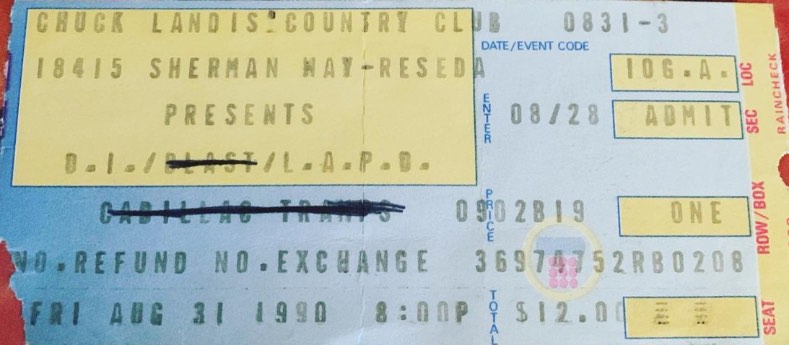 CHUCK LANDIS' COUNTRY CLUB 0831-3
DATE/EVENT CODE
18415 SHERMAN WAY-RESEDA 10G.A. LOC
ENTER
PRESENTS 08/28 ADMIT SEC
RAINCHECK
D.I./BLAST/L.A.P.D.
PRICE
CADILLAC TRAMPS 0902B19 ONE ROW/BOX
NO.REFUND NO.EXCHANGE 36974752RB0208
TOTAL
FRI AUG 31 1990 8:00P $12.00 SEAT